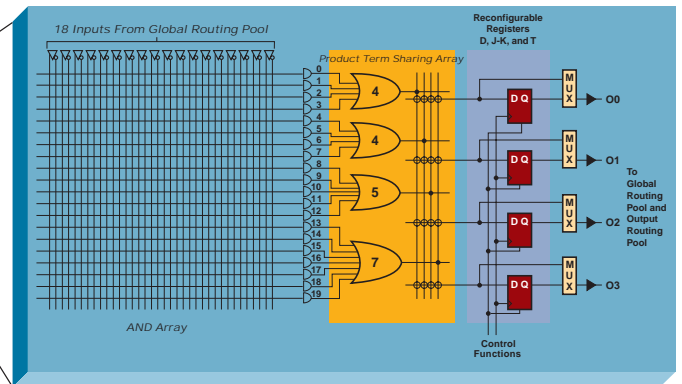 18 Inputs From Global Routing Pool
Reconfigurable
Registers
D, J-K, and T
Product Term Sharing Array
0
1
2
3
4
5
6
7
8
9
10
11
12
13
14
15
16
17
18
19
4
4
5
7
D Q
D Q
D Q
D Q
MUX
MUX
MUX
MUX
O0
O1
O2
O3
To
Global
Routing
Pool and
Output
Routing
Pool
AND Array
Control
Functions